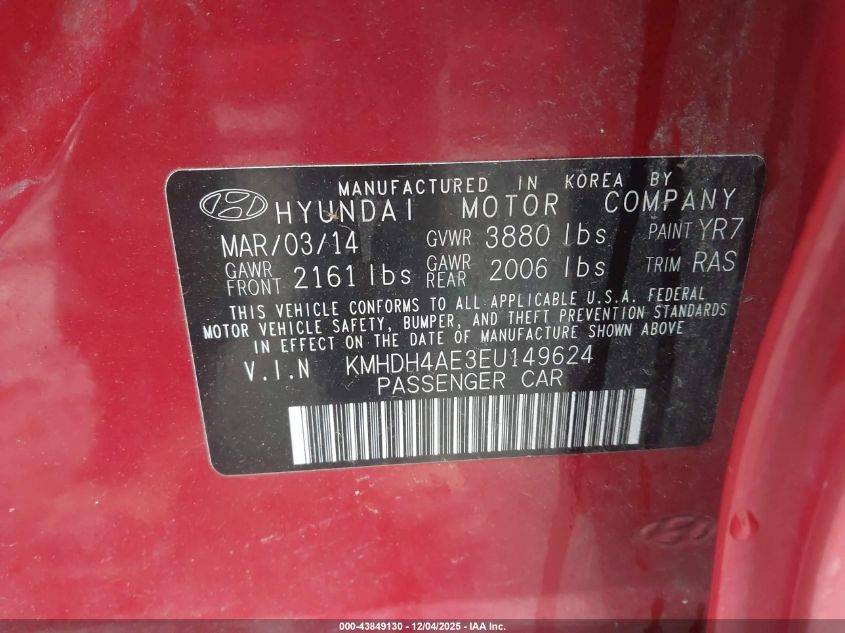 MANUFACTURED IN KOREA BY
HYUNDAI MOTOR COMPANY
MAR/03/14 GVWR 3880 lbs PAINT YR7
GAWR FRONT 2161 lbs GAWR REAR 2006 lbs TRIM RAS
THIS VEHICLE CONFORMS TO ALL APPLICABLE U.S.A. FEDERAL
MOTOR VEHICLE SAFETY, BUMPER, AND THEFT PREVENTION STANDARDS
IN EFFECT ON THE DATE OF MANUFACTURE SHOWN ABOVE
V.I.N KMHDH4AE3EU149624
PASSENGER CAR
000-43849130 - 12/04/2025 - IAA Inc.